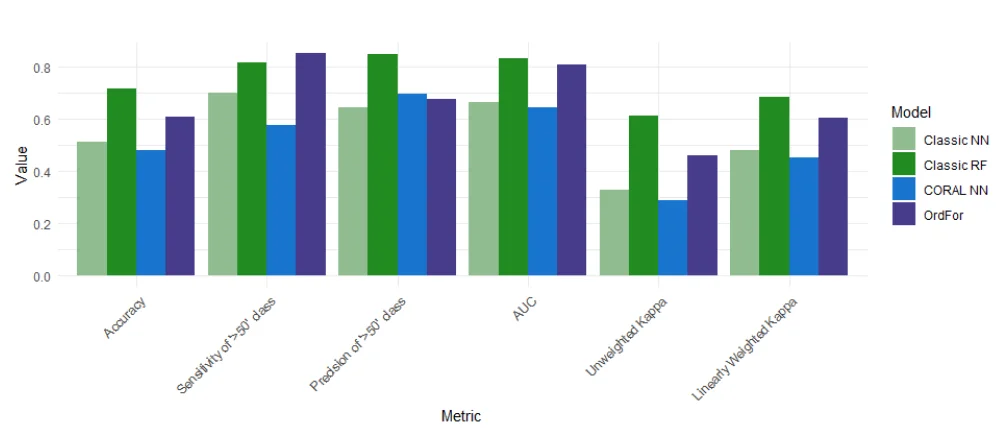 0.8
0.6
0.4
0.2
0.0
Value
Accuracy
Sensitivity of '>50' class
Precision of '>50' class
AUC
Unweighted Kappa
Linearly Weighted Kappa
Metric
Model
Classic NN
Classic RF
CORAL NN
OrdFor